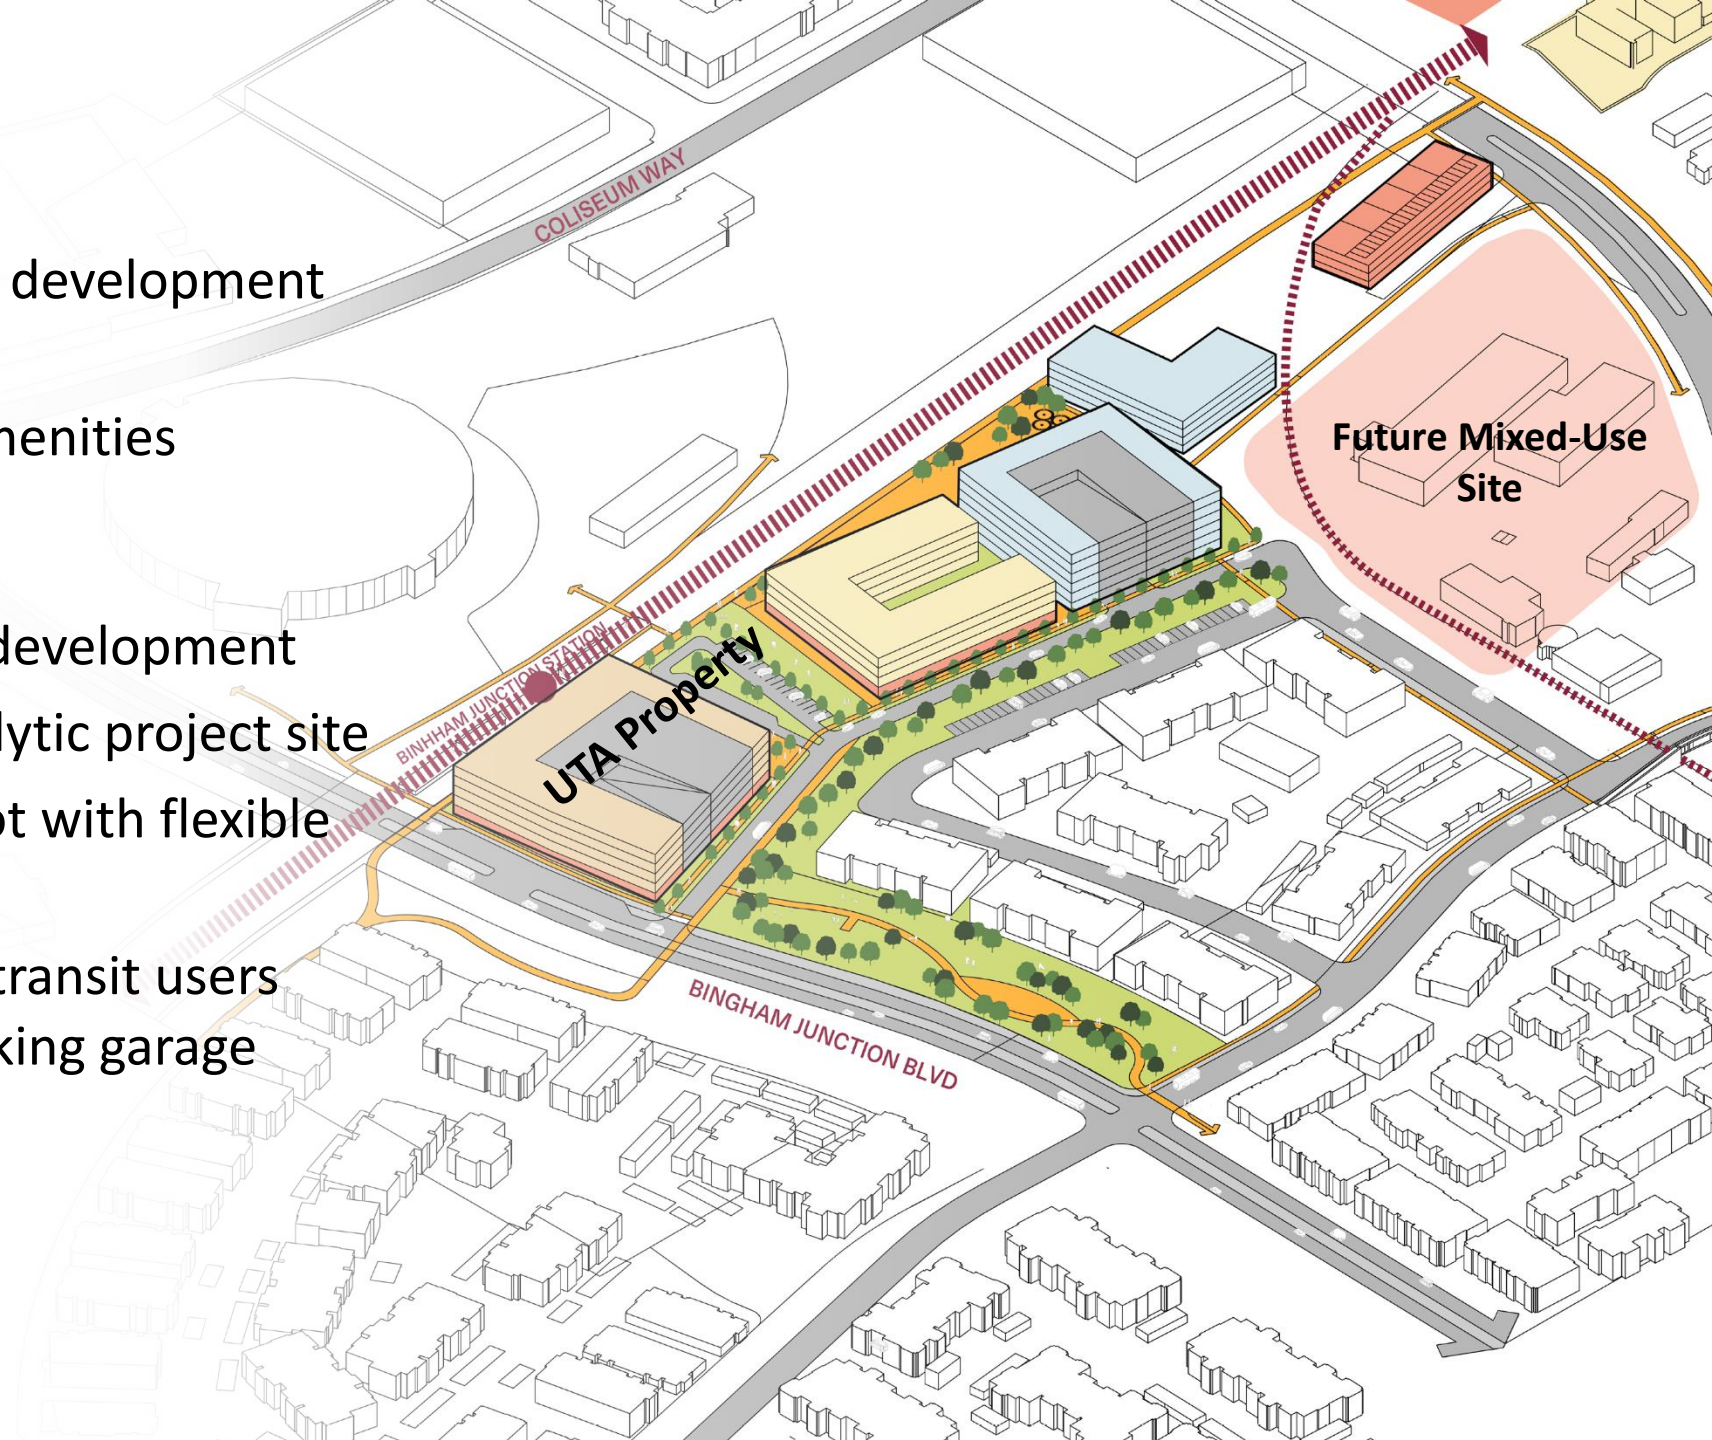 development
menities
development
lytic project site
ot with flexible
transit users
king garage
COLISEUM WAY
Future Mixed-Use
Site
BINHHAM JUNCTION STATION
UTA Property
BINGHAM JUNCTION BLVD